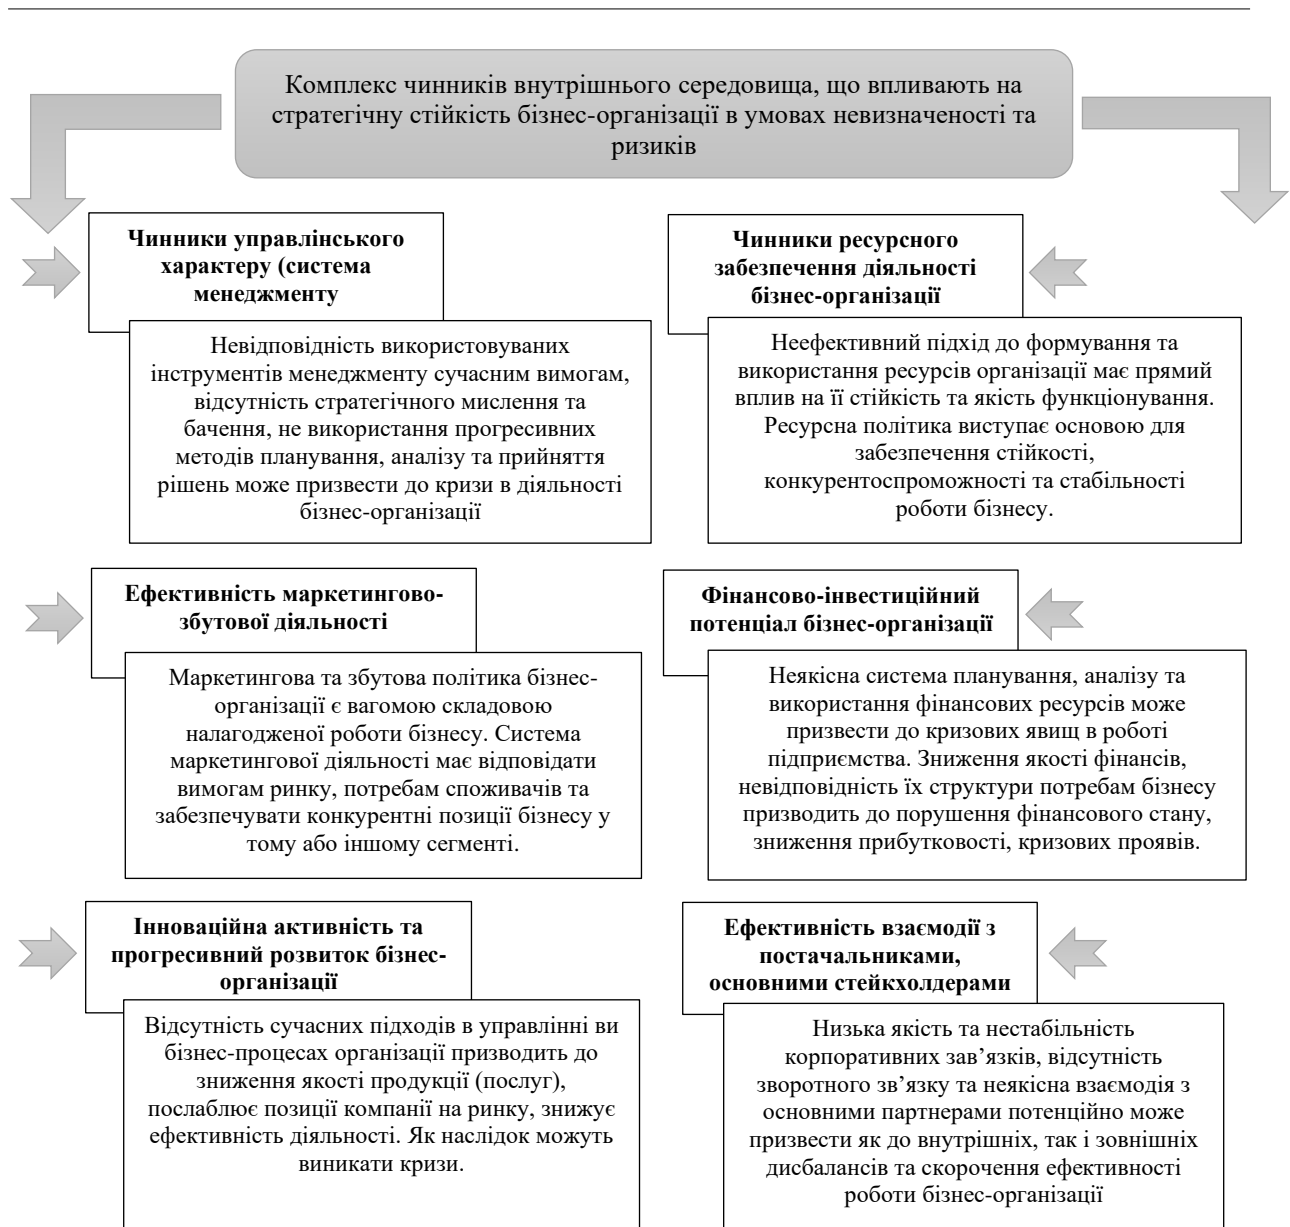 Комплекс чинників внутрішнього середовища, що впливають на
стратегічну стійкість бізнес-організації в умовах невизначеності та
ризиків
Чинники управлінського
характеру (система
менеджменту
Невідповідність використовуваних
інструментів менеджменту сучасним вимогам,
відсутність стратегічного мислення та
бачення, не використання прогресивних
методів планування, аналізу та прийняття
рішень може призвести до кризи в діяльності
бізнес-організації
Чинники ресурсного
забезпечення діяльності
бізнес-організації
Неефективний підхід до формування та
використання ресурсів організації має прямий
вплив на її стійкість та якість функціонування.
Ресурсна політика виступає основою для
забезпечення стійкості,
конкурентоспроможності та стабільності
роботи бізнесу.
Ефективність маркетингово-
збутової діяльності
Маркетингова та збутова політика бізнес-
організації є вагомою складовою
налагодженої роботи бізнесу. Система
маркетингової діяльності має відповідати
вимогам ринку, потребам споживачів та
забезпечувати конкурентні позиції бізнесу у
тому або іншому сегменті.
Фінансово-інвестиційний
потенціал бізнес-організації
Неякісна система планування, аналізу та
використання фінансових ресурсів може
призвести до кризових явищ в роботі
підприємства. Зниження якості фінансів,
невідповідність їх структури потребам бізнесу
призводить до порушення фінансового стану,
зниження прибутковості, кризових проявів.
Інноваційна активність та
прогресивний розвиток бізнес-
організації
Відсутність сучасних підходів в управлінні ви
бізнес-процесах організації призводить до
зниження якості продукції (послуг),
послаблює позиції компанії на ринку, знижує
ефективність діяльності. Як наслідок можуть
виникати кризи.
Ефективність взаємодії з
постачальниками,
основними стейкхолдерами
Низька якість та нестабільність
корпоративних зав’язків, відсутність
зворотного зв’язку та неякісна взаємодія з
основними партнерами потенційно може
призвести як до внутрішніх, так і зовнішніх
дисбалансів та скорочення ефективності
роботи бізнес-організації